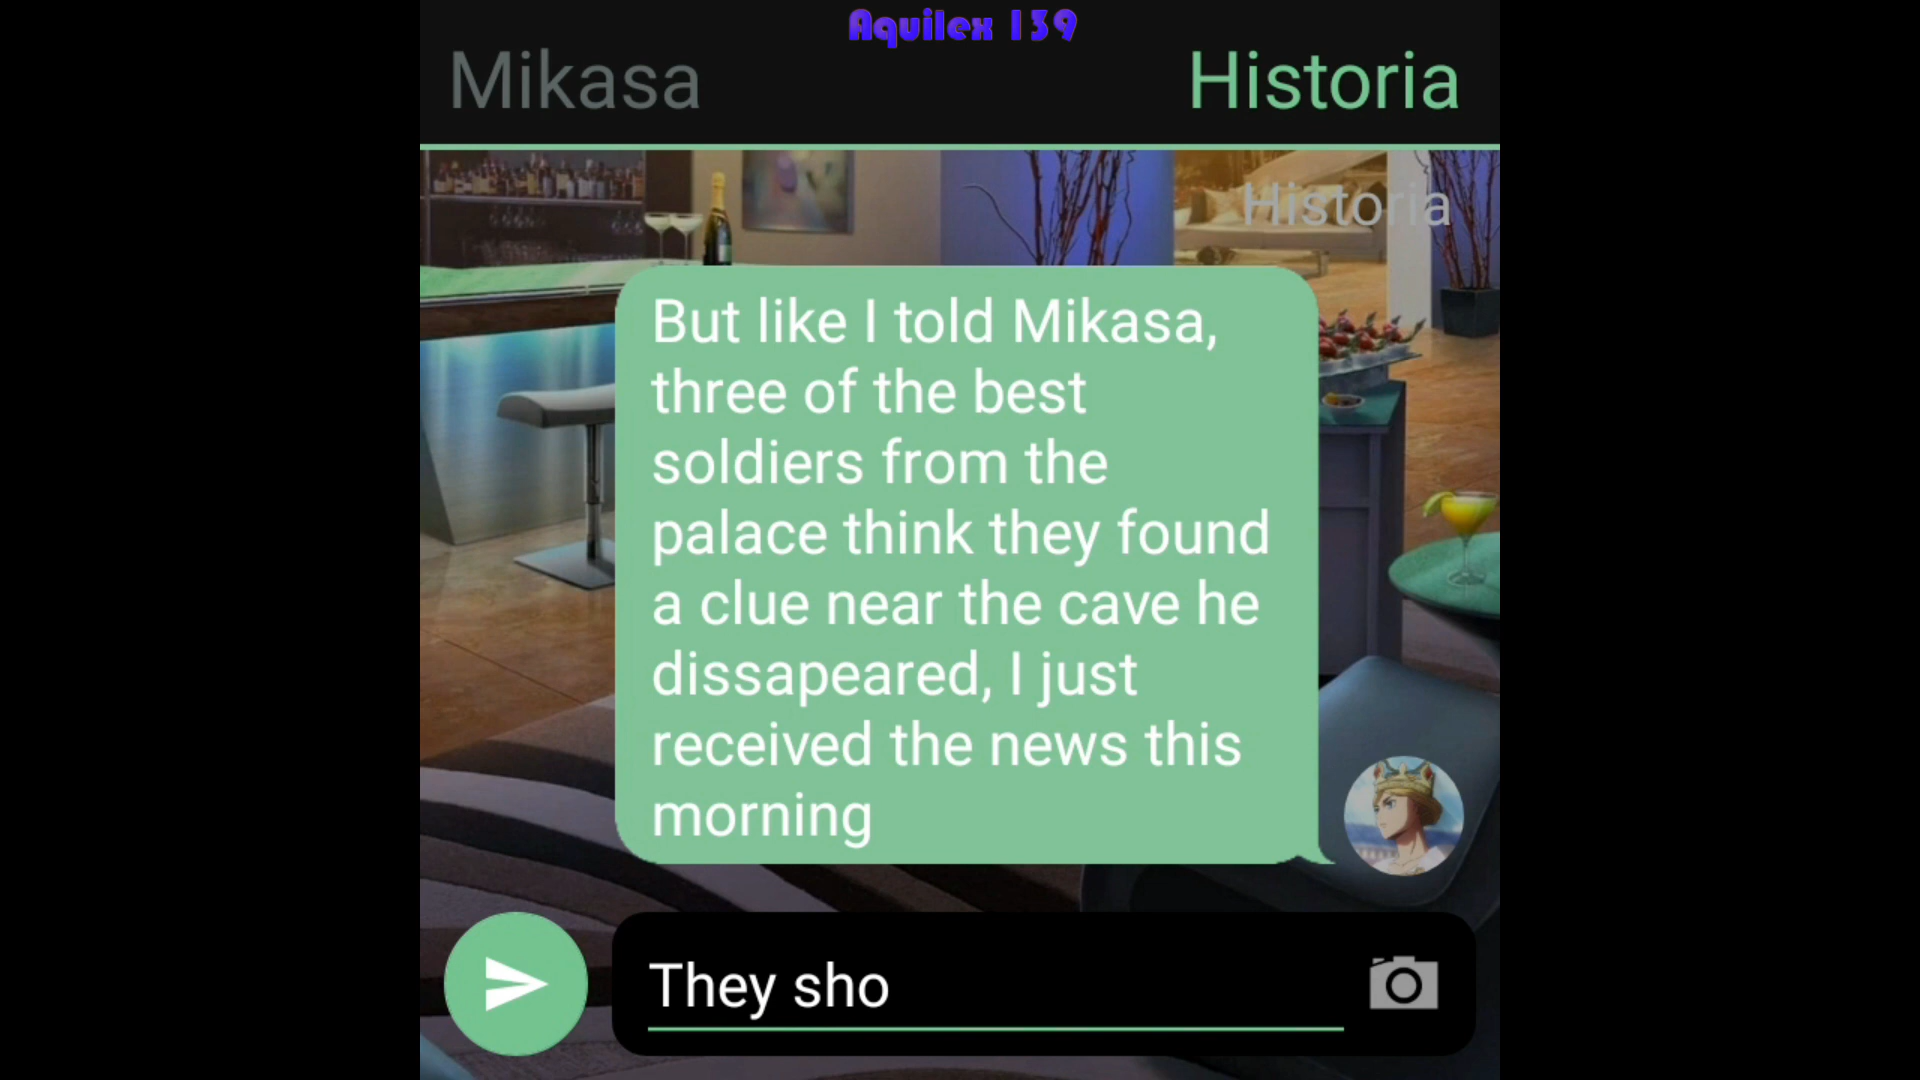 Aquilex 139
Mikasa
Historia
Historia
But like I told Mikasa,
three of the best
soldiers from the
palace think they found
a clue near the cave he
dissapeared, I just
received the news this
morning
They sho